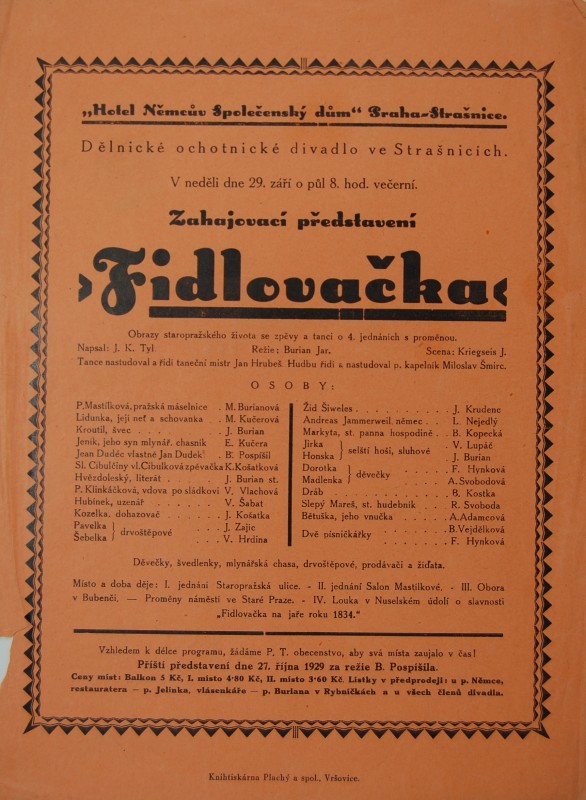 „Hotel Němcův Společenský dům“ Praha-Strašnice.
Dělnické ochotnické divadlo ve Strašnicích.
V neděli dne 29. září o půl 8. hod. večerní.
Zahajovací představení
›Fidlovačka‹
Obrazy staropražského života se zpěvy a tanci o 4. jednáních s proměnou.
Napsal: J. K. Tyl. Režie: Burian Jar. Scena: Kriegseis J.
Tance nastudoval a řídí taneční mistr Jan Hrubeš. Hudbu řídí a nastudoval p. kapelník Miloslav Šmirc.
OSOBY:
P. Mastílková, pražská máselnice . M. Burianová
Lidunka, její neť a schovanka . . M. Kučerová
Kroutil, švec . . . . J. Burian
Jeník, jeho syn mlynář. chasník E. Kučera
Jean Duděc vlastně Jan Dudek B. Pospíšil
Sl. Cibulčiny vl. Cibulková zpěvačka K. Košatková
Hvězdoleský, literát . . . . J. Burian st.
P. Klinkáčková, vdova po sládkovi V. Vlachová
Hubínek, uzenář . . . . V. Šabat
Kozelka, dohazovač . . . . J. Košatka
Pavelka } drvoštěpové . . . . J. Zajíc
Šebelka } . . . V. Hrdina
Žid Šiweles . . . . . . . . . J. Krudenc
Andreas Jammerweil, německ . . L. Nejedlý
Markyta, st. panna hospodině . . B. Kopecká
Jirka } selští hoši, sluhové . . V. Lupáč
Honska } . . J. Burian
Dorotka } děvečky . . . . . F. Hynková
Madlenka } . . . . A. Svobodová
Dráb . . . . . . . . . . B. Kostka
Slepý Mareš, st. hudebník . . R. Svoboda
Bětuška, jeho vnučka . . . . A. Adamcová
Dvě písničkářky . . . . { B. Vejdělková
F. Hynková
Děvečky, švedlenky, mlynářská chasa, drvoštěpové, prodavači a žíďata.
Místo a doba děje: I. jednání Staropražská ulice. - II. jednání Salon Mastilkové. - III. Obora
v Bubenči. — Proměny náměstí ve Staré Praze. - IV. Louka v Nuselském údolí o slavnosti
„Fidlovačka na jaře roku 1834.“
Vzhledem k délce programu, žádáme P. T. obecenstvo, aby svá místa zaujalo v čas!
Příští představení dne 27. října 1929 za režie B. Pospíšila.
Ceny míst: Balkon 5 Kč, I. místo 4·80 Kč, II. místo 3·60 Kč. Lístky v předprodeji: u p. Němce,
restauratera — p. Jelínka, vlásenkáře — p. Buriana v Rybníčkách a u všech členů divadla.
Knihtiskárna Plachý a spol., Vršovice.